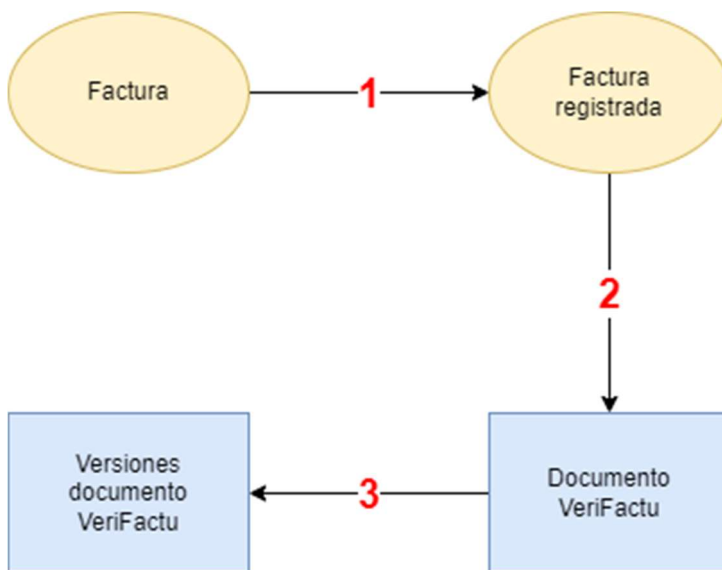 Factura
1
Factura
registrada
2
Versiones
documento
VeriFactu
3
Documento
VeriFactu